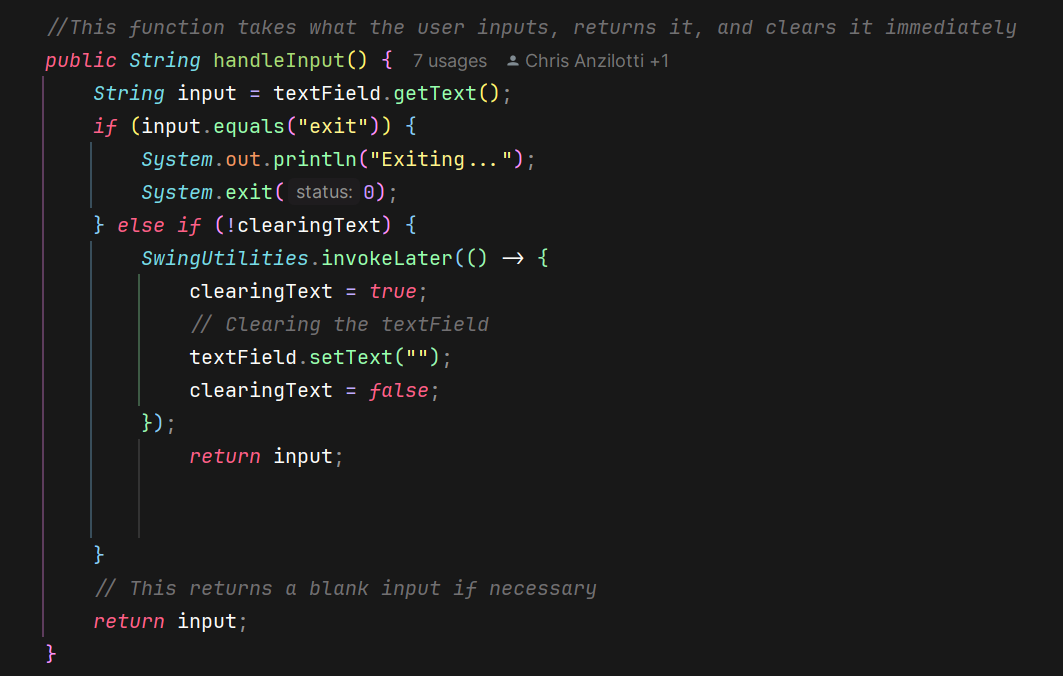 //This function takes what the user inputs, returns it, and clears it immediately
public String handleInput() { 7 usages Chris Anzilotti +1
String input = textField.getText();
if (input.equals("exit")) {
System.out.println("Exiting...");
System.exit( status: 0);
} else if (!clearingText) {
SwingUtilities.invokeLater(() -> {
clearingText = true;
// Clearing the textField
textField.setText("");
clearingText = false;
});
return input;
}
// This returns a blank input if necessary
return input;
}